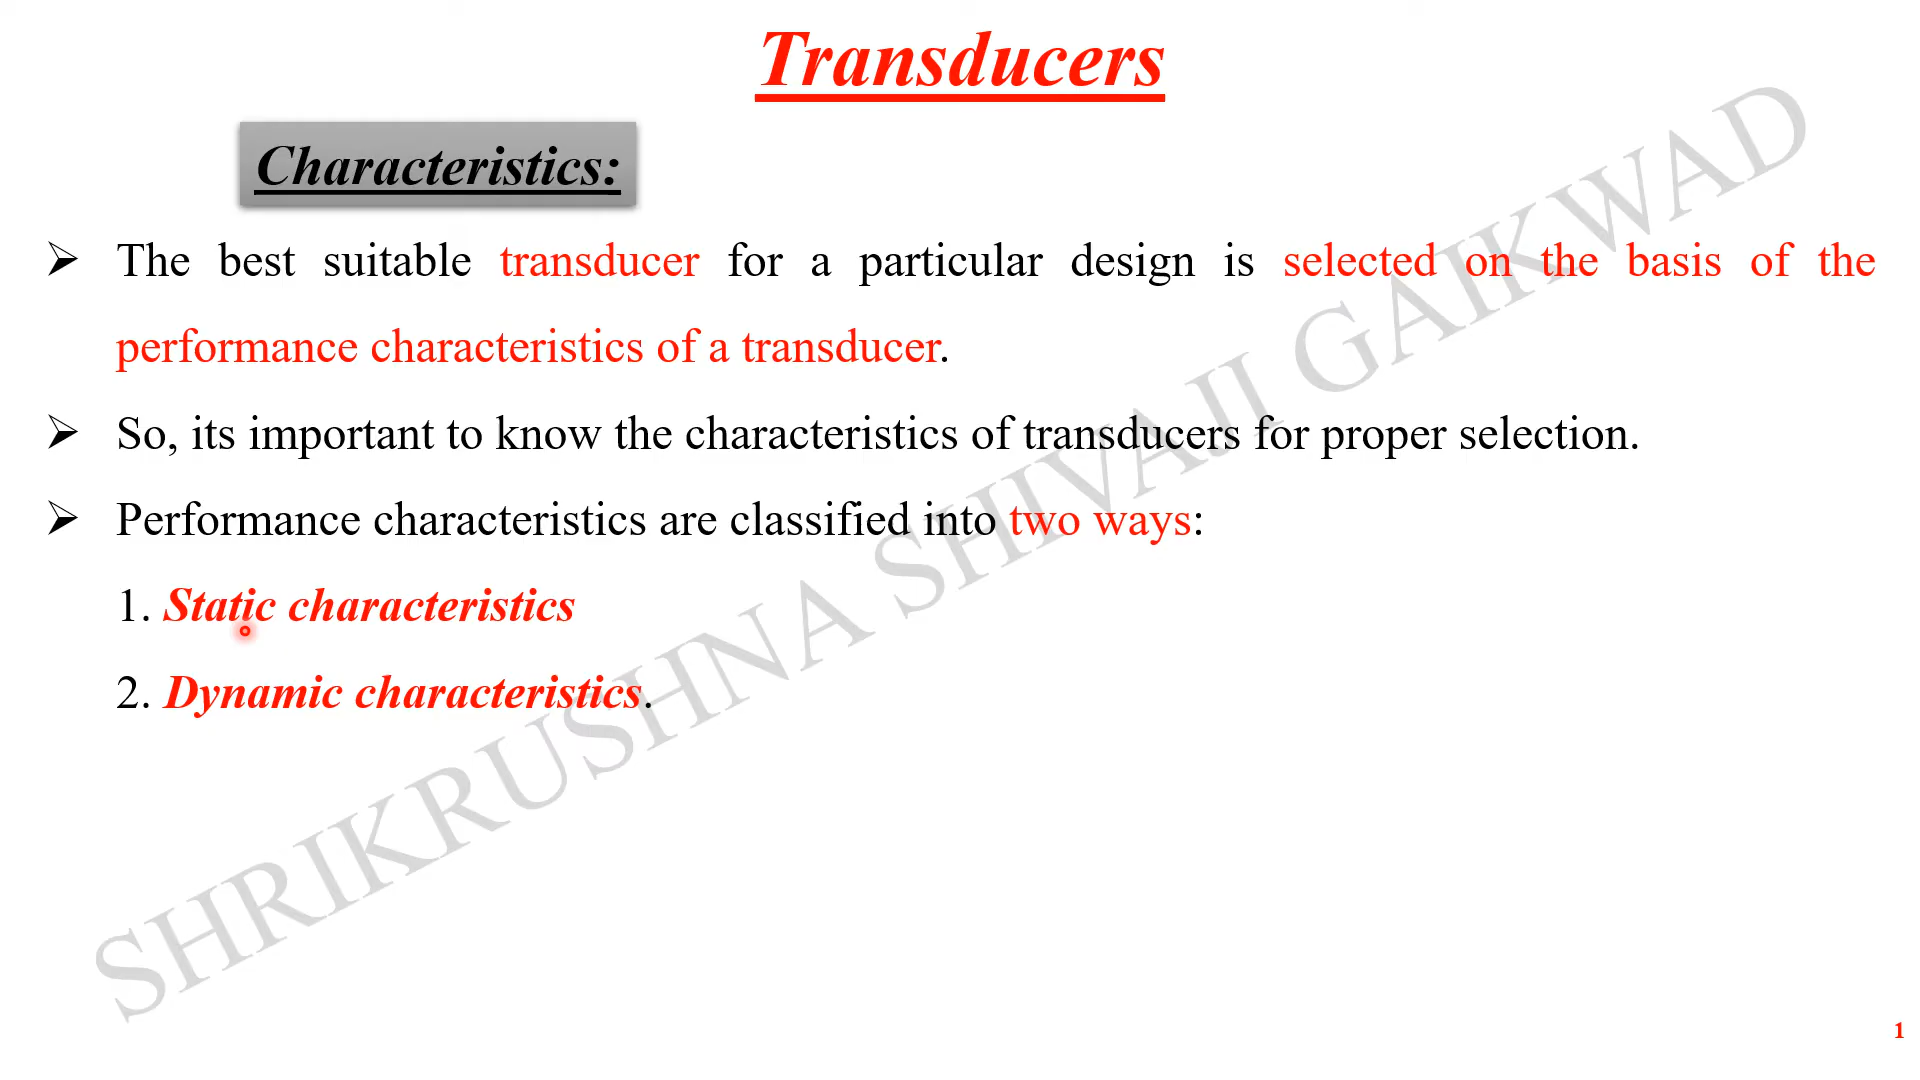 Transducers
Characteristics:
➢ The best suitable transducer for a particular design is selected on the basis of the
performance characteristics of a transducer.
➢ So, its important to know the characteristics of transducers for proper selection.
➢ Performance characteristics are classified into two ways:
1. Static characteristics
2. Dynamic characteristics.
SHRIKRUSHNA SHIVAJI GAIKWAD
1